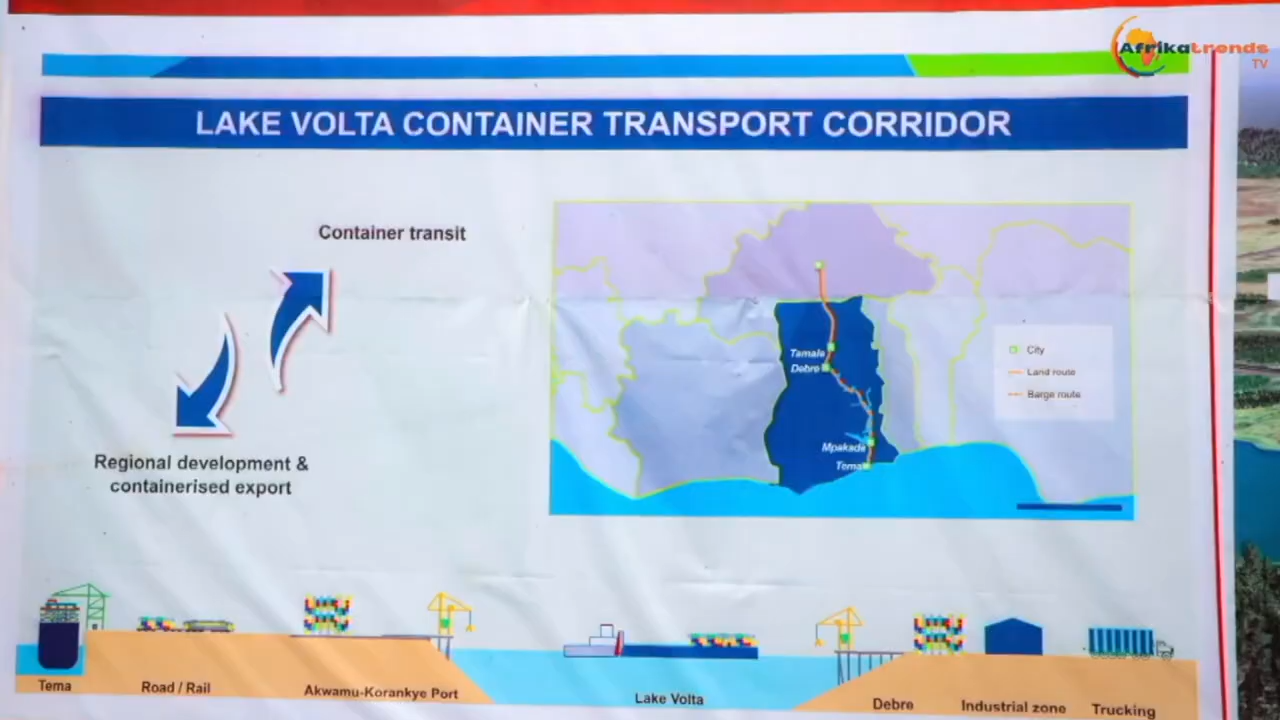 Afrikatrends
TV
LAKE VOLTA CONTAINER TRANSPORT CORRIDOR
Container transit
Regional development &
containerised export
Tamale
Debre
Mpakade
Tema
City
Land route
Barge route
Tema
Road / Rail
Akwamu-Korankye Port
Lake Volta
Debre
Industrial zone
Trucking